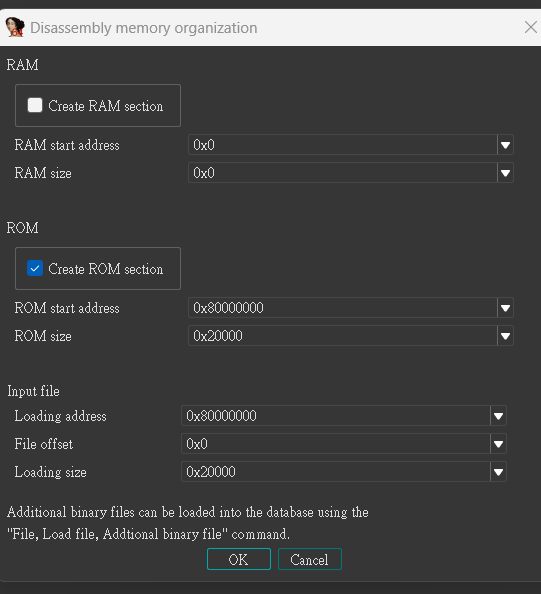 Disassembly memory organization
RAM
Create RAM section
RAM start address 0x0
RAM size 0x0
ROM
Create ROM section
ROM start address 0x80000000
ROM size 0x20000
Input file
Loading address 0x80000000
File offset 0x0
Loading size 0x20000
Additional binary files can be loaded into the database using the
"File, Load file, Addtional binary file" command.
OK Cancel